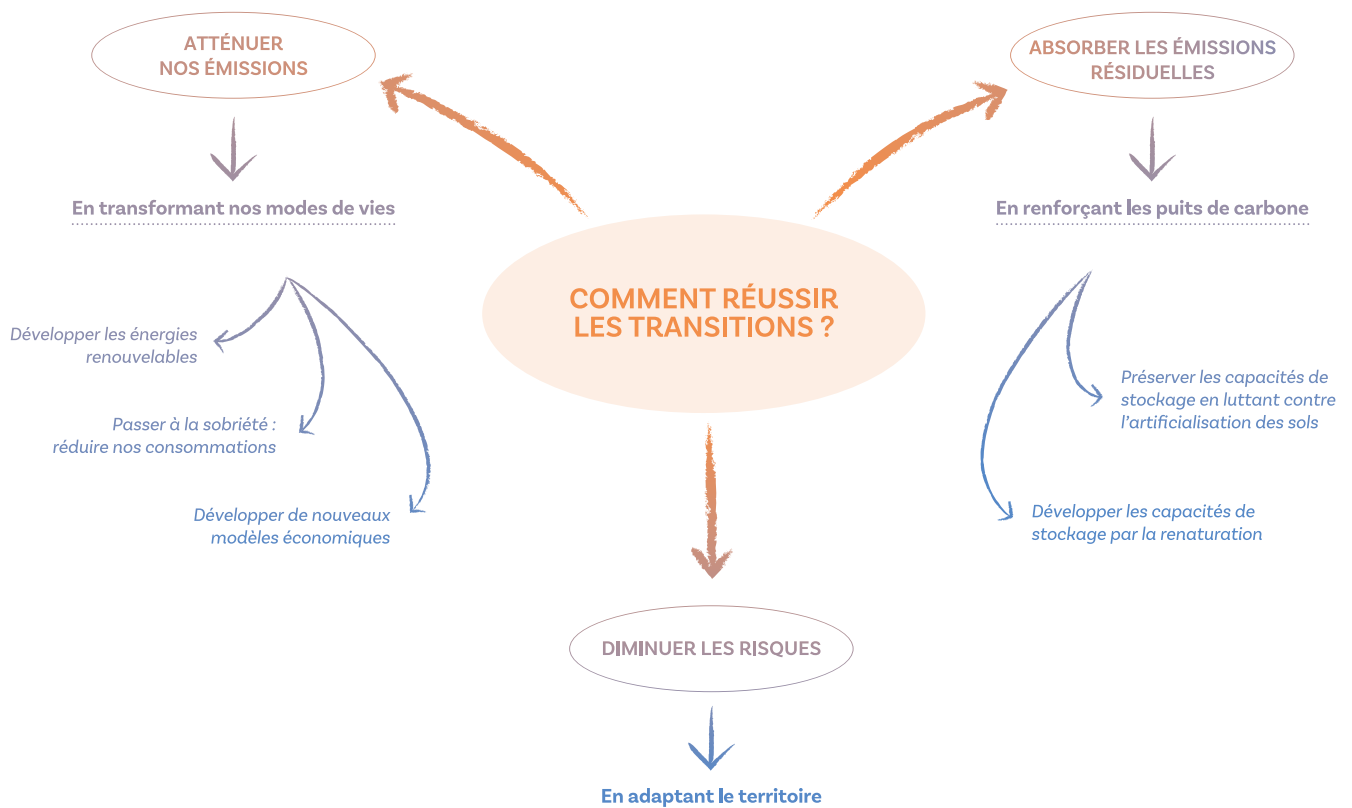 ATTÉNUER
NOS ÉMISSIONS
En transformant nos modes de vies
Développer les énergies
renouvelables
Passer à la sobriété :
réduire nos consommations
Développer de nouveaux
modèles économiques
COMMENT RÉUSSIR
LES TRANSITIONS ?
ABSORBER LES ÉMISSIONS
RÉSIDUELLES
En renforçant les puits de carbone
Préserver les capacités de
stockage en luttant contre
l'artificialisation des sols
Développer les capacités de
stockage par la renaturation
DIMINUER LES RISQUES
En adaptant le territoire